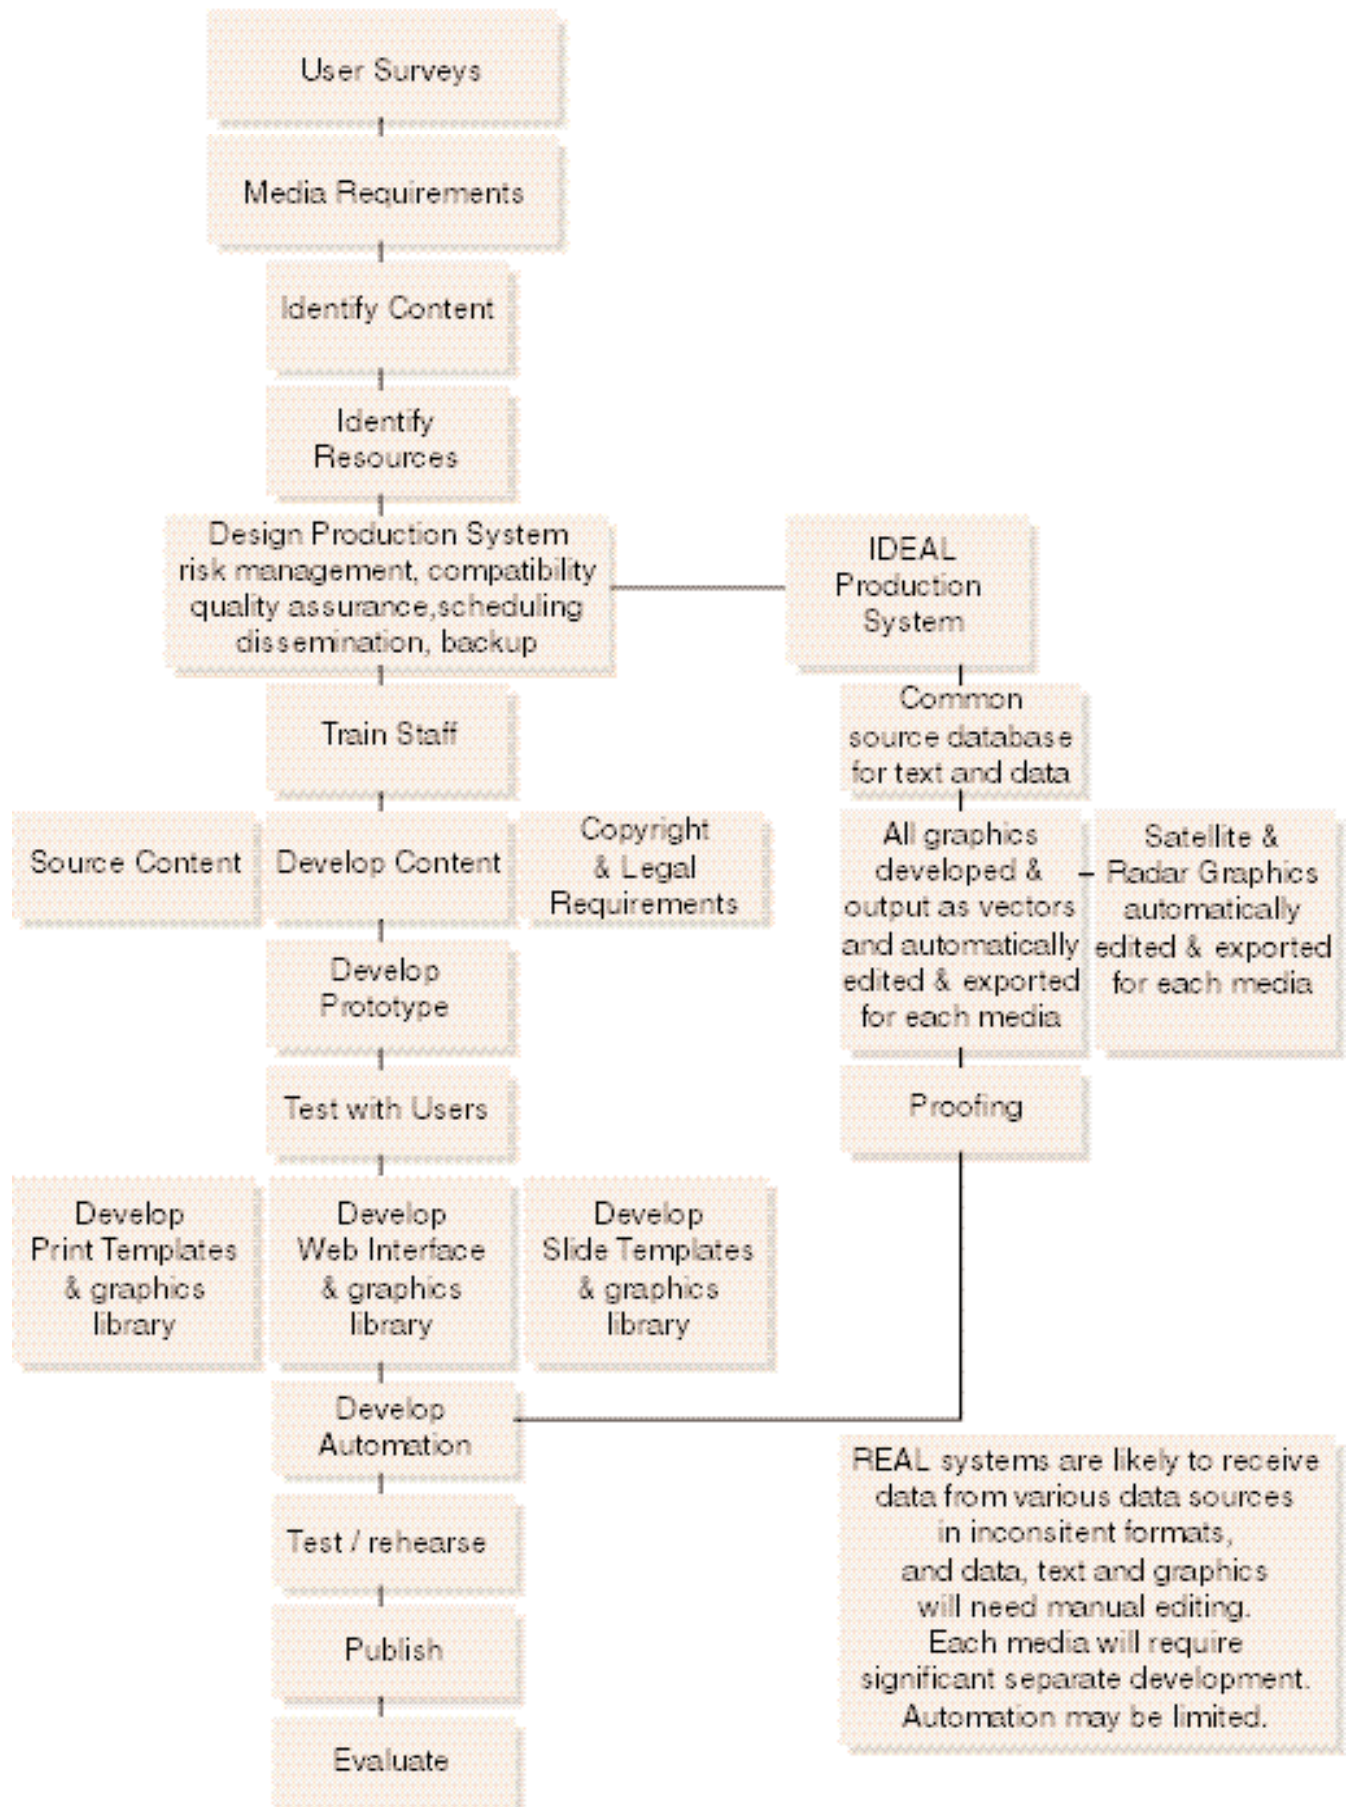 User Surveys
Media Requirements
Identify Content
Identify
Resources
Design Production System
risk management, compatibility
quality assurance,scheduling
dissemination, backup
IDEAL
Production
System
Train Staff
Common
source database
for text and data
Source Content
Develop Content
Copyright
& Legal
Requirements
All graphics
developed &
output as vectors
and automatically
edited & exported
for each media
Satellite &
Radar Graphics
automatically
edited & exported
for each media
Develop
Prototype
Test with Users
Proofing
Develop
Print Templates
& graphics
library
Develop
Web Interface
& graphics
library
Develop
Slide Templates
& graphics
library
Develop
Automation
Test / rehearse
Publish
Evaluate
REAL systems are likely to receive
data from various data sources
in inconsitent formats,
and data, text and graphics
will need manual editing.
Each media will require
significant separate development.
Automation may be limited.